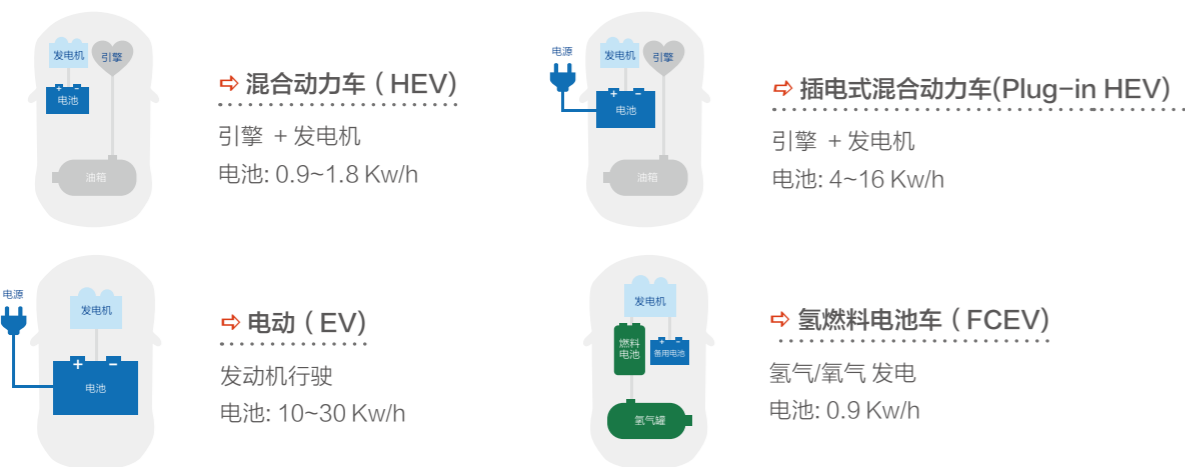 发电机
引擎
+ −
电池
油箱
⇨ 混合动力车（HEV）
引擎 + 发电机
电池: 0.9~1.8 Kw/h
电源
发电机
引擎
+ −
电池
油箱
⇨ 插电式混合动力车(Plug-in HEV)
引擎 + 发电机
电池: 4~16 Kw/h
电源
发电机
+ −
电池
⇨ 电动（EV）
发动机行驶
电池: 10~30 Kw/h
发电机
燃料
电池
+ −
备用电池
氢气罐
⇨ 氢燃料电池车（FCEV）
氢气/氧气 发电
电池: 0.9 Kw/h